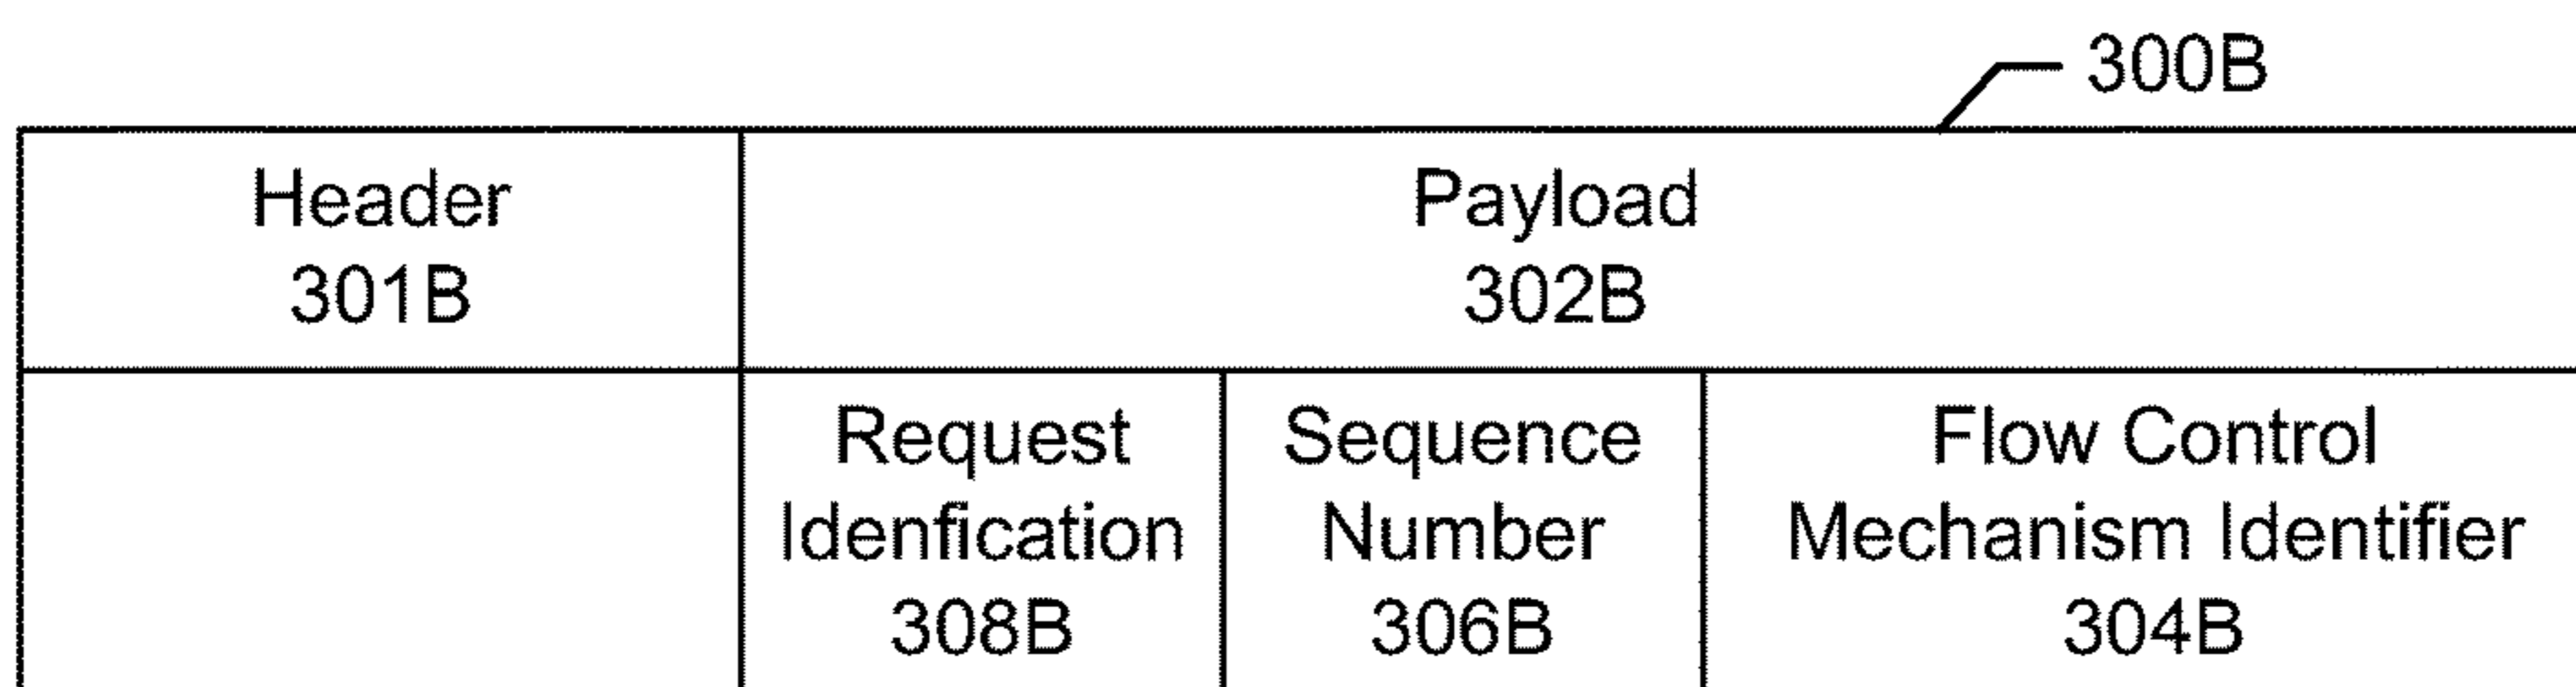 300B
Header
301B
Payload
302B
Request
Idenfication
308B
Sequence
Number
306B
Flow Control
Mechanism Identifier
304B